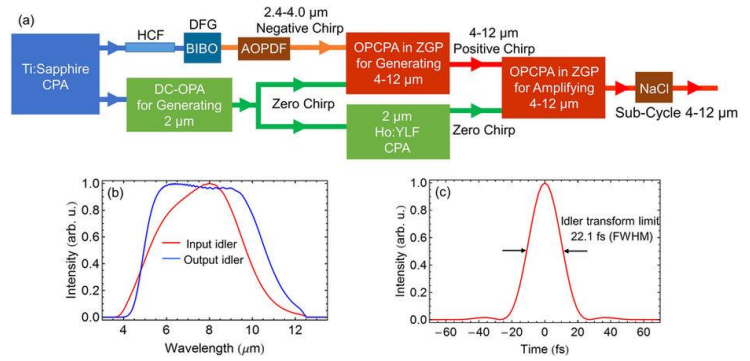 (a)
Ti:Sapphire
CPA
HCF
DFG
BIBO
AOPDF
2.4-4.0 µm
Negative Chirp
OPCPA in ZGP
for Generating
4-12 µm
4-12 µm
Positive Chirp
OPCPA in ZGP
for Amplifying
4-12 µm
NaCl
Sub-Cycle 4-12 µm
DC-OPA
for Generating
2 µm
Zero Chirp
2 µm
Ho:YLF
CPA
Zero Chirp
(b)
Intensity (arb. u.)
1.0
0.8
0.6
0.4
0.2
0.0
Input idler
Output idler
4 6 8 10 12
Wavelength (µm)
(c)
Intensity (arb. u.)
1.0
0.8
0.6
0.4
0.2
0.0
Idler transform limit
22.1 fs (FWHM)
−60 −40 −20 0 20 40 60
Time (fs)